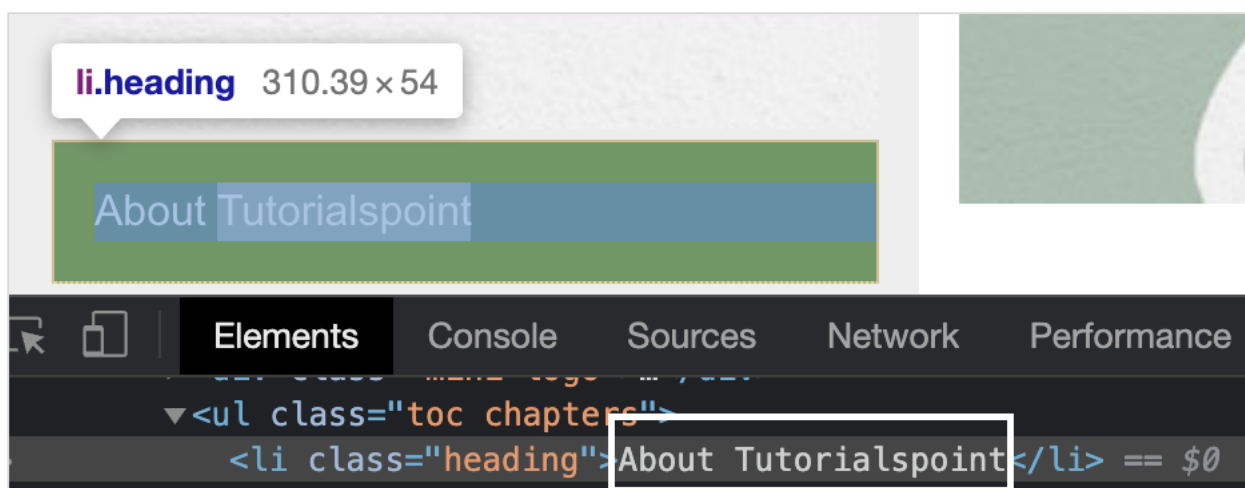 li.heading 310.39 × 54
About Tutorialspoint
Elements Console Sources Network Performance
▼<ul class="toc chapters">
<li class="heading">About Tutorialspoint</li> == $0